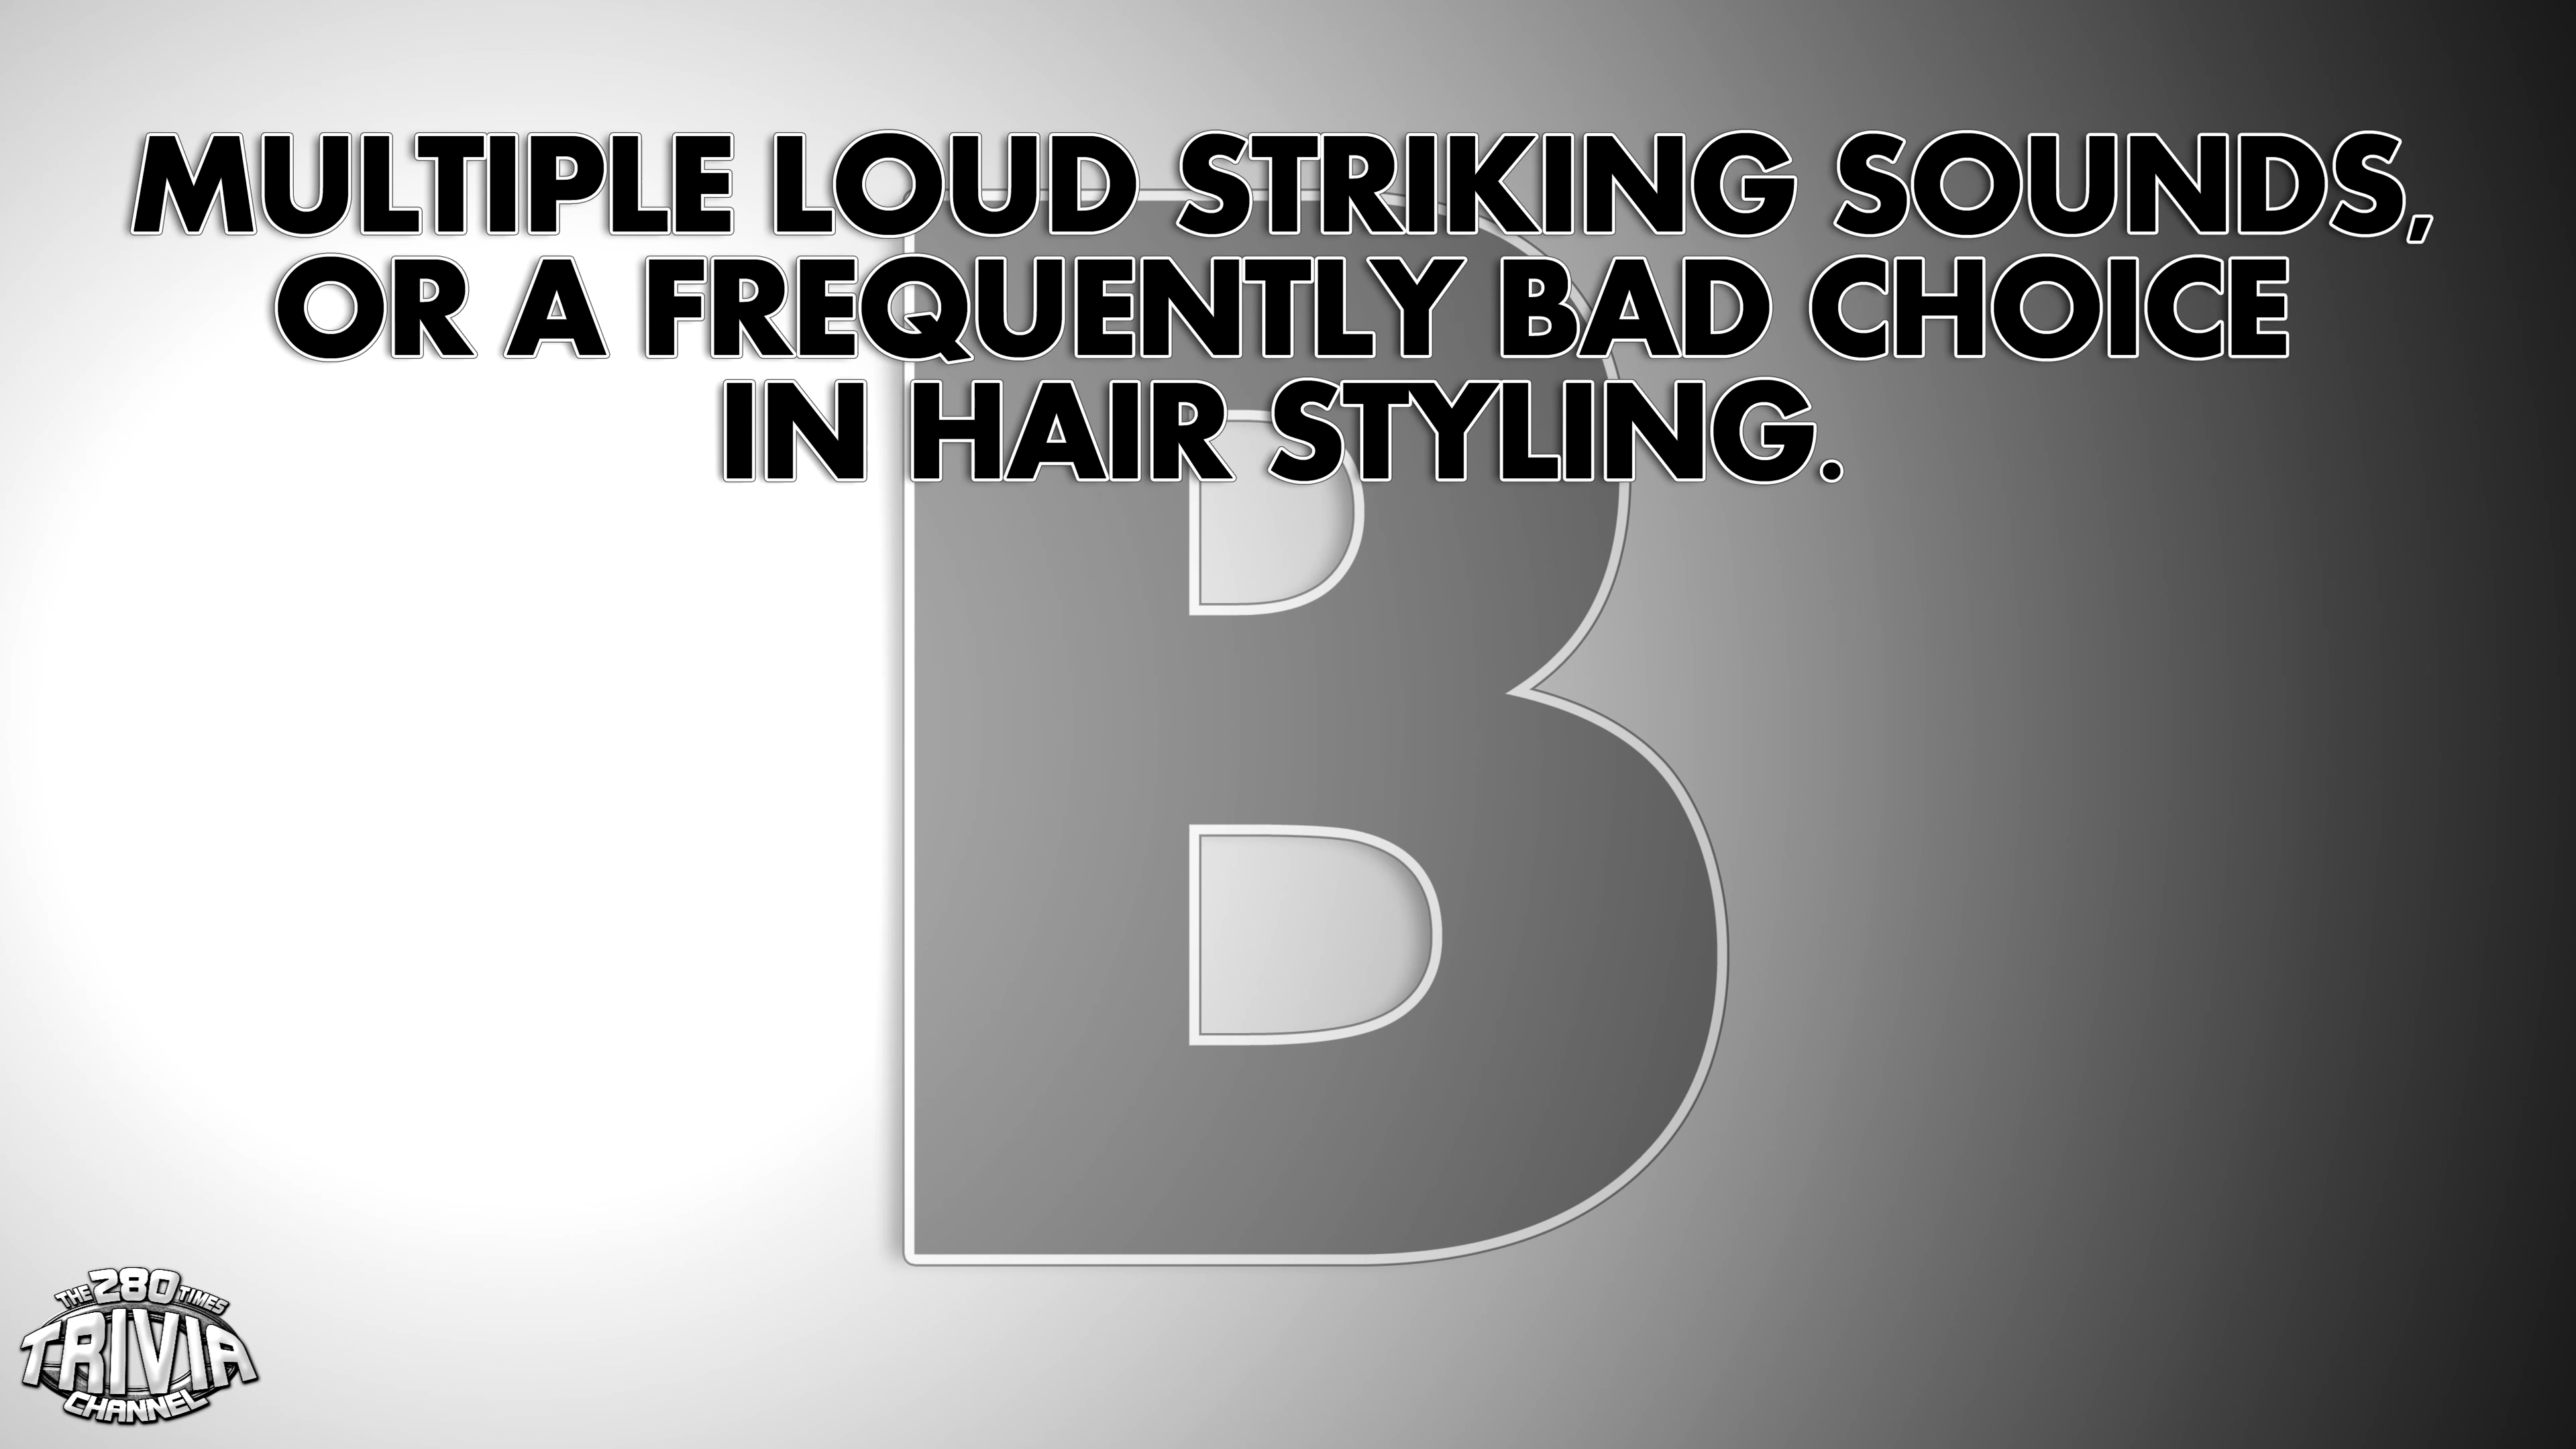 MULTIPLE LOUD STRIKING SOUNDS,
OR A FREQUENTLY BAD CHOICE
IN HAIR STYLING.
B
THE 280 TIMES
TRIVIA
CHANNEL